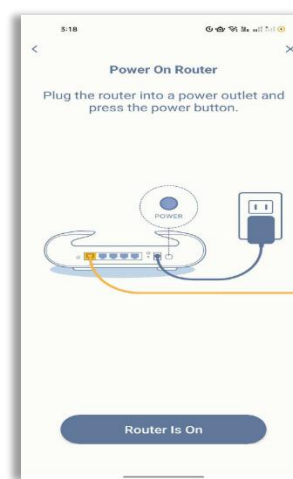 5:18
Power On Router
Plug the router into a power outlet and
press the power button.
POWER
Router Is On